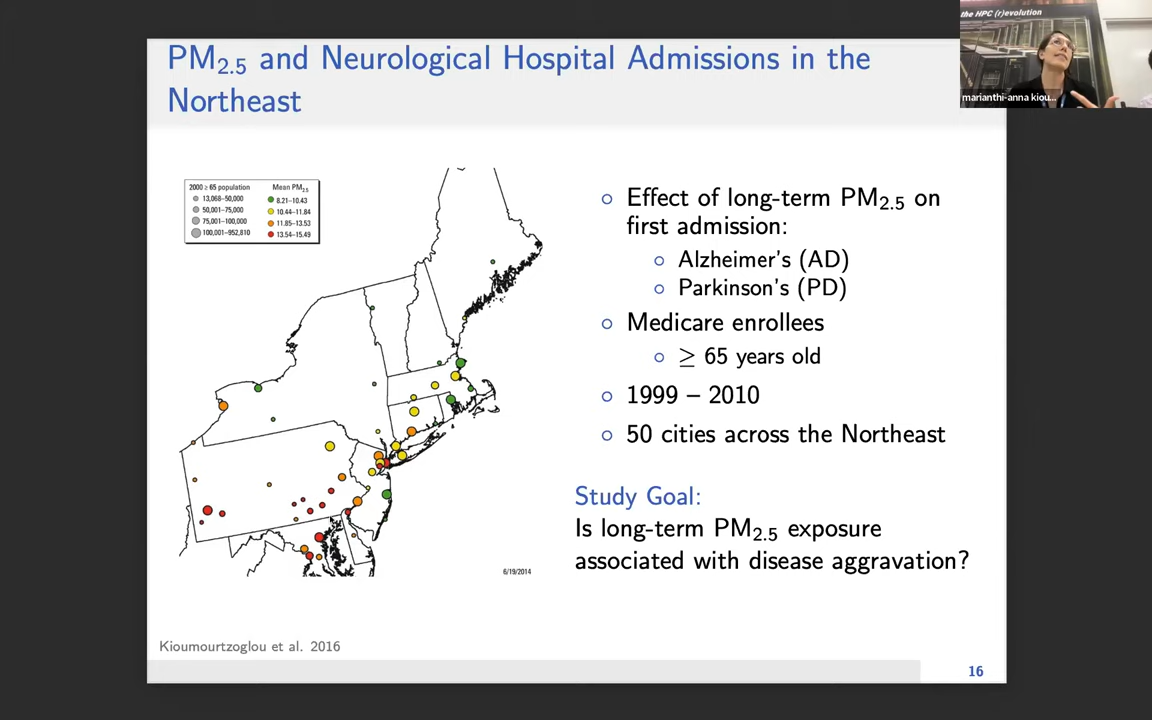 the HPC (r)evolution
marianthi-anna kiou...
PM2.5 and Neurological Hospital Admissions in the
Northeast
2000 ≥ 65 population
13,068–50,000
50,001–75,000
75,001–100,000
100,001–952,810
Mean PM2.5
8.21–10.43
10.44–11.84
11.85–13.53
13.54–15.49
6/19/2014
Effect of long-term PM2.5 on
first admission:
Alzheimer's (AD)
Parkinson's (PD)
Medicare enrollees
≥ 65 years old
1999 – 2010
50 cities across the Northeast
Study Goal:
Is long-term PM2.5 exposure
associated with disease aggravation?
Kioumourtzoglou et al. 2016
16